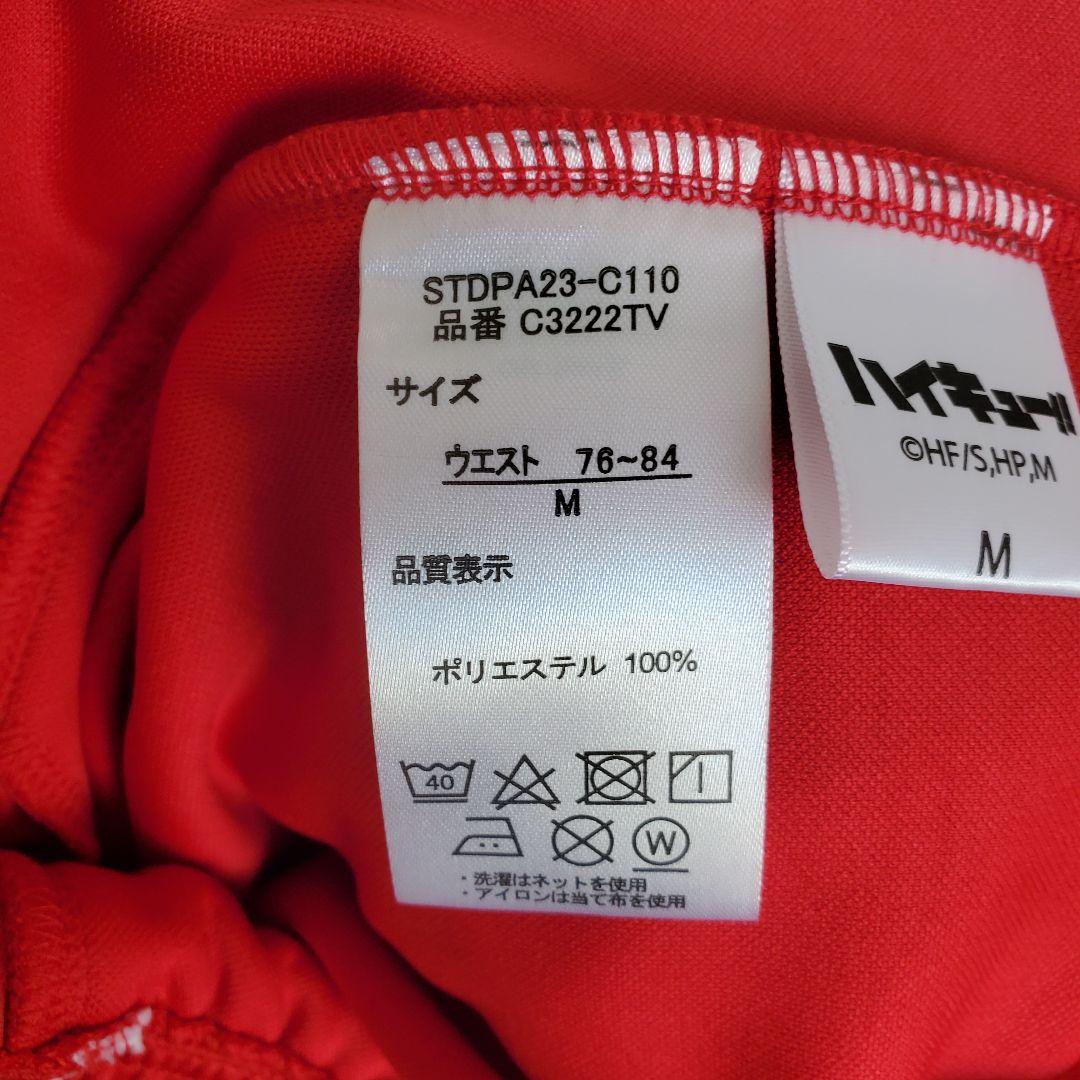 STDPA23-C110
品番 C3222TV
サイズ
ウエスト 76~84
M
品質表示
ポリエステル 100%
40
W
・洗濯はネットを使用
・アイロンは当て布を使用
ハイキュー!!
©HF/S,HP,M
M